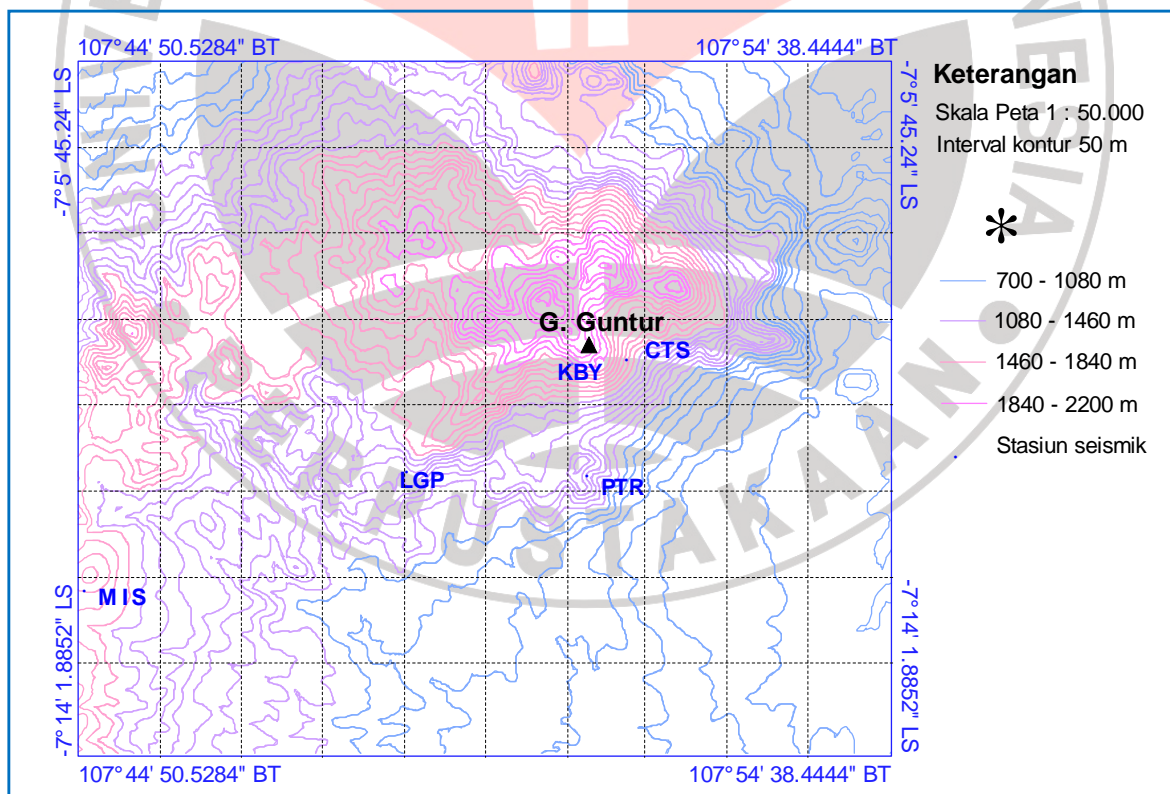 107° 44' 50.5284" BT
107° 54' 38.4444" BT
-7° 5' 45.24" LS
-7° 5' 45.24" LS
Keterangan
Skala Peta 1 : 50.000
Interval kontur 50 m
700 - 1080 m
1080 - 1460 m
1460 - 1840 m
1840 - 2200 m
Stasiun seismik
G. Guntur
CTS
KBY
LGP
PTR
MIS
-7° 14' 1.8852" LS
-7° 14' 1.8852" LS
107° 44' 50.5284" BT
107° 54' 38.4444" BT
ERPUSTAKAAN
NESIA